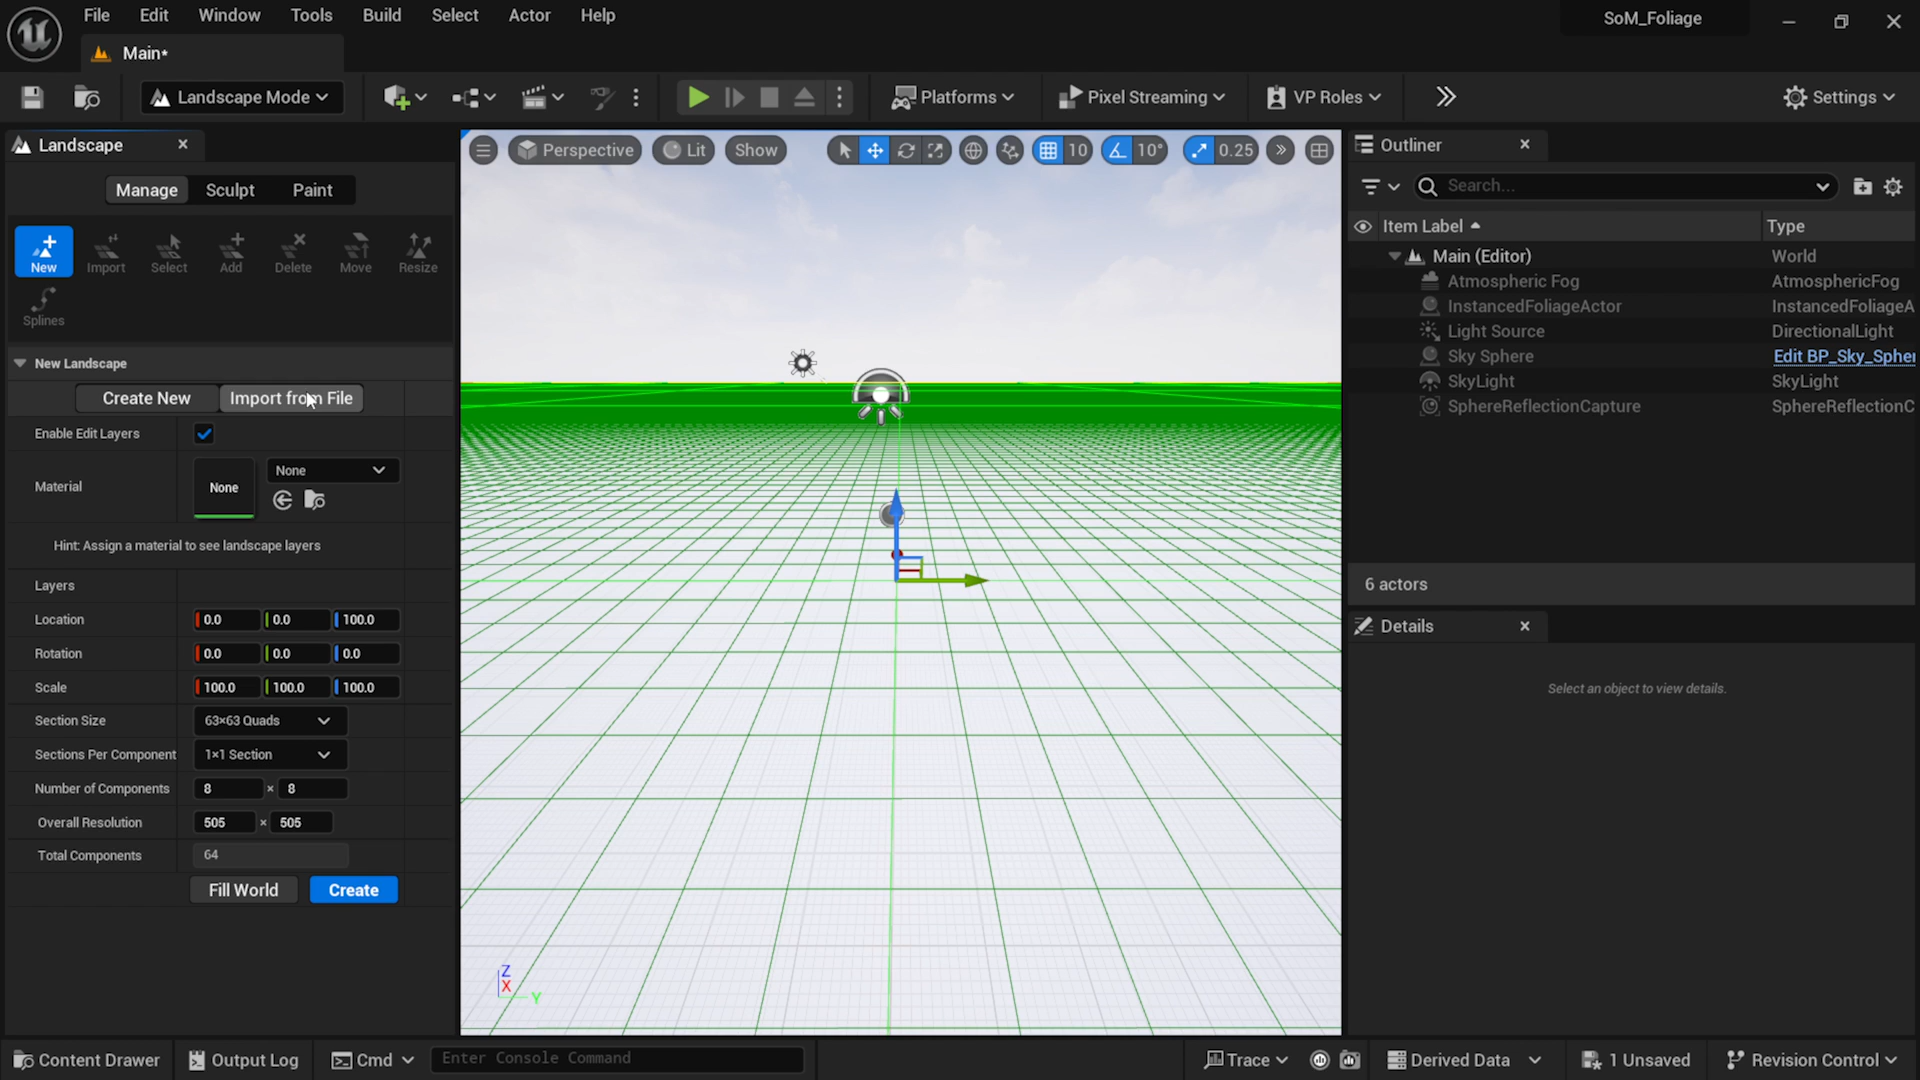 File Edit Window Tools Build Select Actor Help
SoM_Foliage
Main*
Landscape Mode
Platforms
Pixel Streaming
VP Roles
Settings
Landscape
Manage Sculpt Paint
New Import Select Add Delete Move Resize
Splines
New Landscape
Create New Import from File
Enable Edit Layers
Material
None
None
Hint: Assign a material to see landscape layers
Layers
Location 0.0 0.0 100.0
Rotation 0.0 0.0 0.0
Scale 100.0 100.0 100.0
Section Size 63×63 Quads
Sections Per Component 1×1 Section
Number of Components 8 × 8
Overall Resolution 505 × 505
Total Components 64
Fill World Create
Perspective Lit Show 10 10° 0.25
Z
X
Y
Outliner
Search...
Item Label Type
Main (Editor) World
Atmospheric Fog AtmosphericFog
InstancedFoliageActor InstancedFoliageA
Light Source DirectionalLight
Sky Sphere Edit BP_Sky_Spher
SkyLight SkyLight
SphereReflectionCapture SphereReflectionC
6 actors
Details
Select an object to view details.
Content Drawer Output Log Cmd Enter Console Command Trace Derived Data 1 Unsaved Revision Control